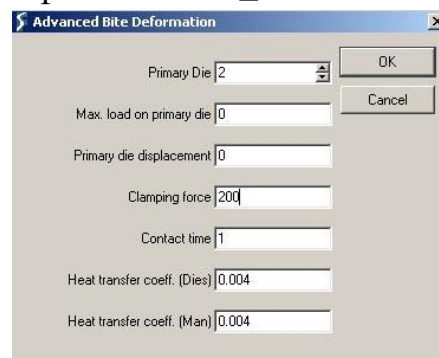 Advanced Bite Deformation
Primary Die 2
OK
Max. load on primary die 0
Cancel
Primary die displacement 0
Clamping force 200
Contact time 1
Heat transfer coeff. (Dies) 0.004
Heat transfer coeff. (Man) 0.004